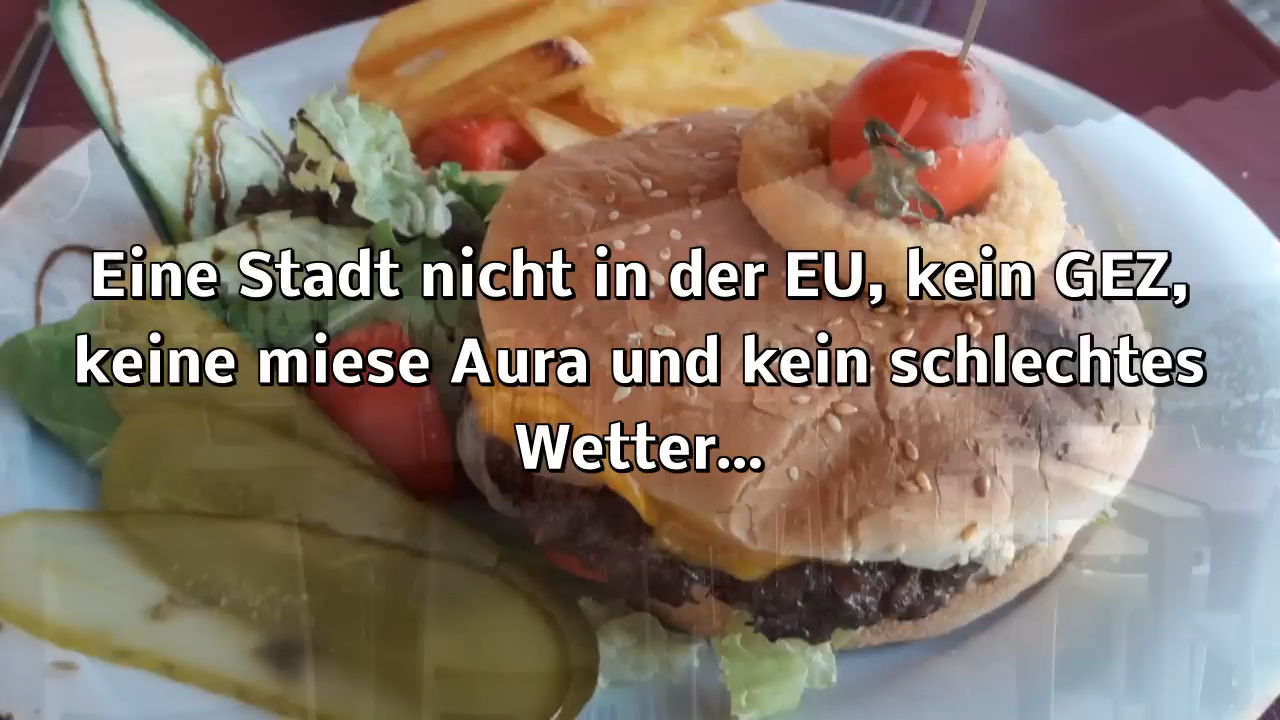 Eine Stadt nicht in der EU, kein GEZ,
keine miese Aura und kein schlechtes
Wetter...